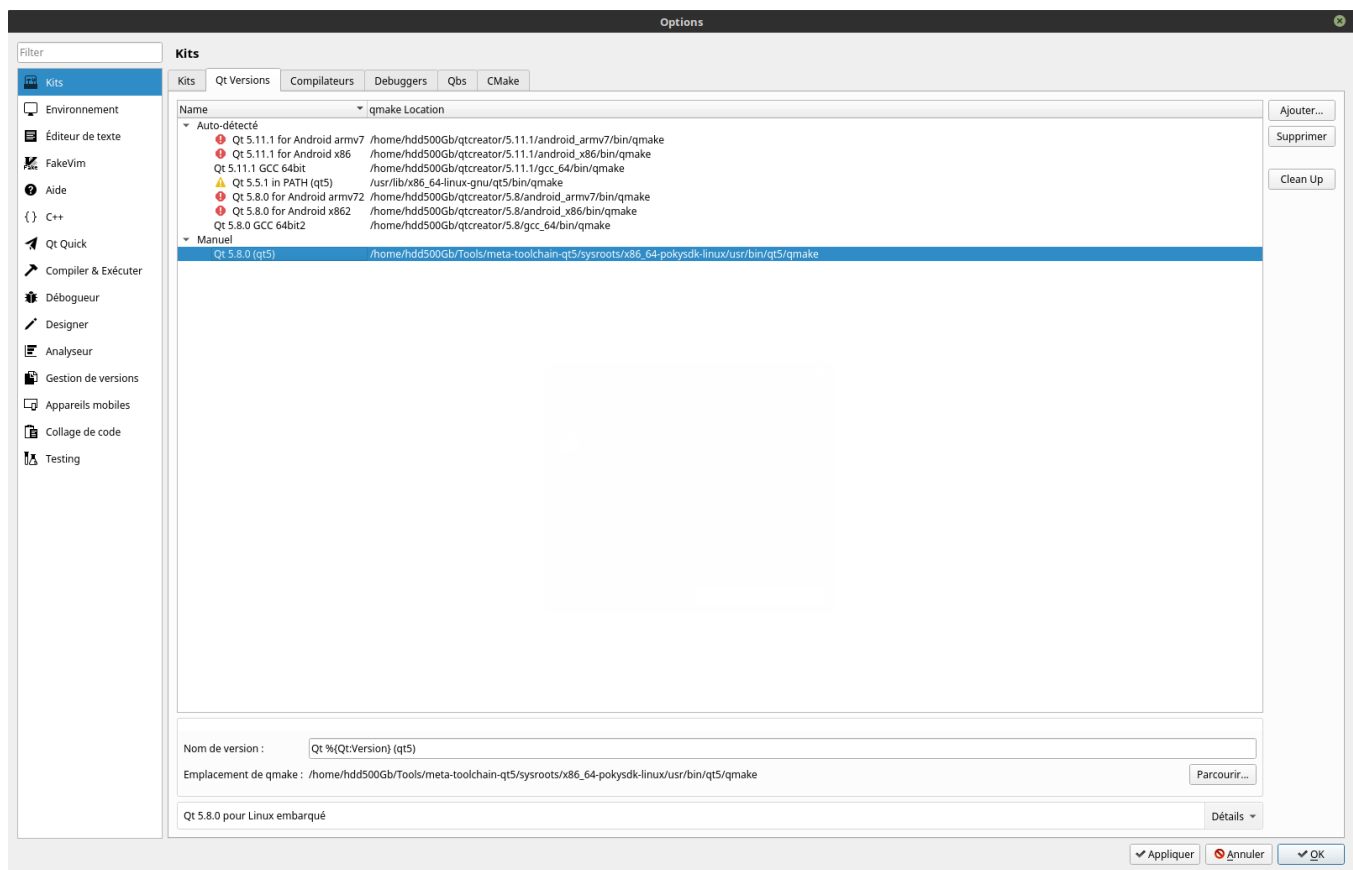 Options
Filter
Kits
Kits
Environnement
Éditeur de texte
FakeVim
Aide
C++
Qt Quick
Compiler & Exécuter
Débogueur
Designer
Analyseur
Gestion de versions
Appareils mobiles
Collage de code
Testing
Kits Qt Versions Compilateurs Debuggers Qbs CMake
Name qmake Location
Auto-détecté
Qt 5.11.1 for Android armv7 /home/hdd500Gb/qtcreator/5.11.1/android_armv7/bin/qmake
Qt 5.11.1 for Android x86 /home/hdd500Gb/qtcreator/5.11.1/android_x86/bin/qmake
Qt 5.11.1 GCC 64bit /home/hdd500Gb/qtcreator/5.11.1/gcc_64/bin/qmake
Qt 5.5.1 in PATH (qt5) /usr/lib/x86_64-linux-gnu/qt5/bin/qmake
Qt 5.8.0 for Android armv72 /home/hdd500Gb/qtcreator/5.8/android_armv7/bin/qmake
Qt 5.8.0 for Android x862 /home/hdd500Gb/qtcreator/5.8/android_x86/bin/qmake
Qt 5.8.0 GCC 64bit2 /home/hdd500Gb/qtcreator/5.8/gcc_64/bin/qmake
Manuel
Qt 5.8.0 (qt5) /home/hdd500Gb/Tools/meta-toolchain-qt5/sysroots/x86_64-pokysdk-linux/usr/bin/qt5/qmake
Ajouter...
Supprimer
Clean Up
Nom de version : Qt %{Qt:Version} (qt5)
Emplacement de qmake : /home/hdd500Gb/Tools/meta-toolchain-qt5/sysroots/x86_64-pokysdk-linux/usr/bin/qt5/qmake Parcourir...
Qt 5.8.0 pour Linux embarqué Détails
Appliquer Annuler OK